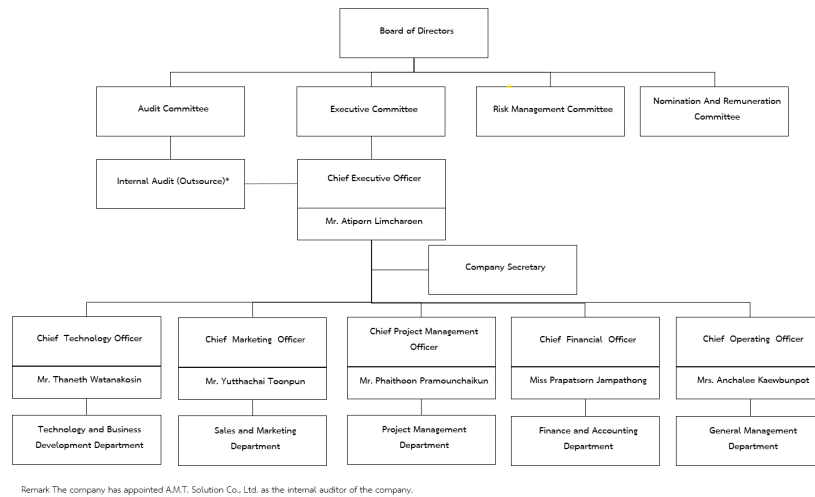 Board of Directors
Audit Committee
Executive Committee
Risk Management Committee
Nomination And Remuneration
Committee
Internal Audit (Outsource)*
Chief Executive Officer
Mr. Atiporn Limcharoen
Company Secretary
Chief Technology Officer
Mr. Thaneth Watanakosin
Technology and Business
Development Department
Chief Marketing Officer
Mr. Yutthachai Toonpun
Sales and Marketing
Department
Chief Project Management
Officer
Mr. Phaithoon Pramounchaikun
Project Management
Department
Chief Financial Officer
Miss Prapatsorn Jampathong
Finance and Accounting
Department
Chief Operating Officer
Mrs. Anchalee Kaewbunpot
General Management
Department
Remark The company has appointed A.M.T. Solution Co., Ltd. as the internal auditor of the company.